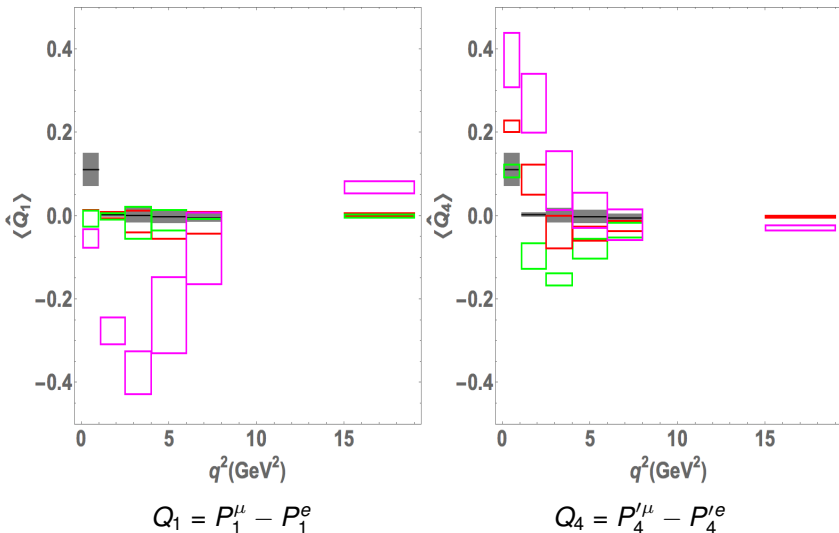 0.4
0.2
0.0
−0.2
−0.4
⟨Q̂₁⟩
0 5 10 15
q²(GeV²)
Q₁ = P₁^μ − P₁^e
0.4
0.2
0.0
−0.2
−0.4
⟨Q̂₄⟩
0 5 10 15
q²(GeV²)
Q₄ = P₄′^μ − P₄′^e